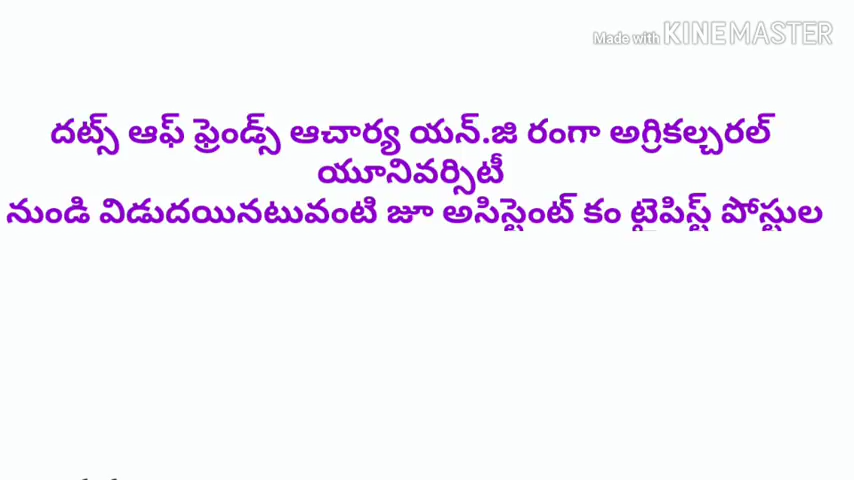 Made with KINEMASTER
దట్స్ ఆఫ్ ఫ్రెండ్స్ ఆచార్య యన్.జి రంగా అగ్రికల్చరల్
యూనివర్సిటీ
నుండి విడుదయినటువంటి జూ అసిస్టెంట్ కం టైపిస్ట్ పోస్టుల